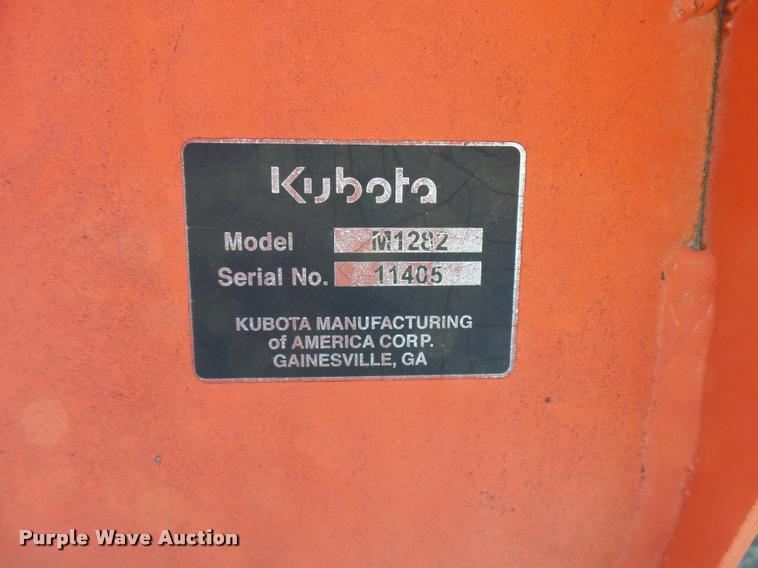 Kubota
Model M1282
Serial No. 11405
KUBOTA MANUFACTURING
of AMERICA CORP.
GAINESVILLE, GA
Purple Wave Auction